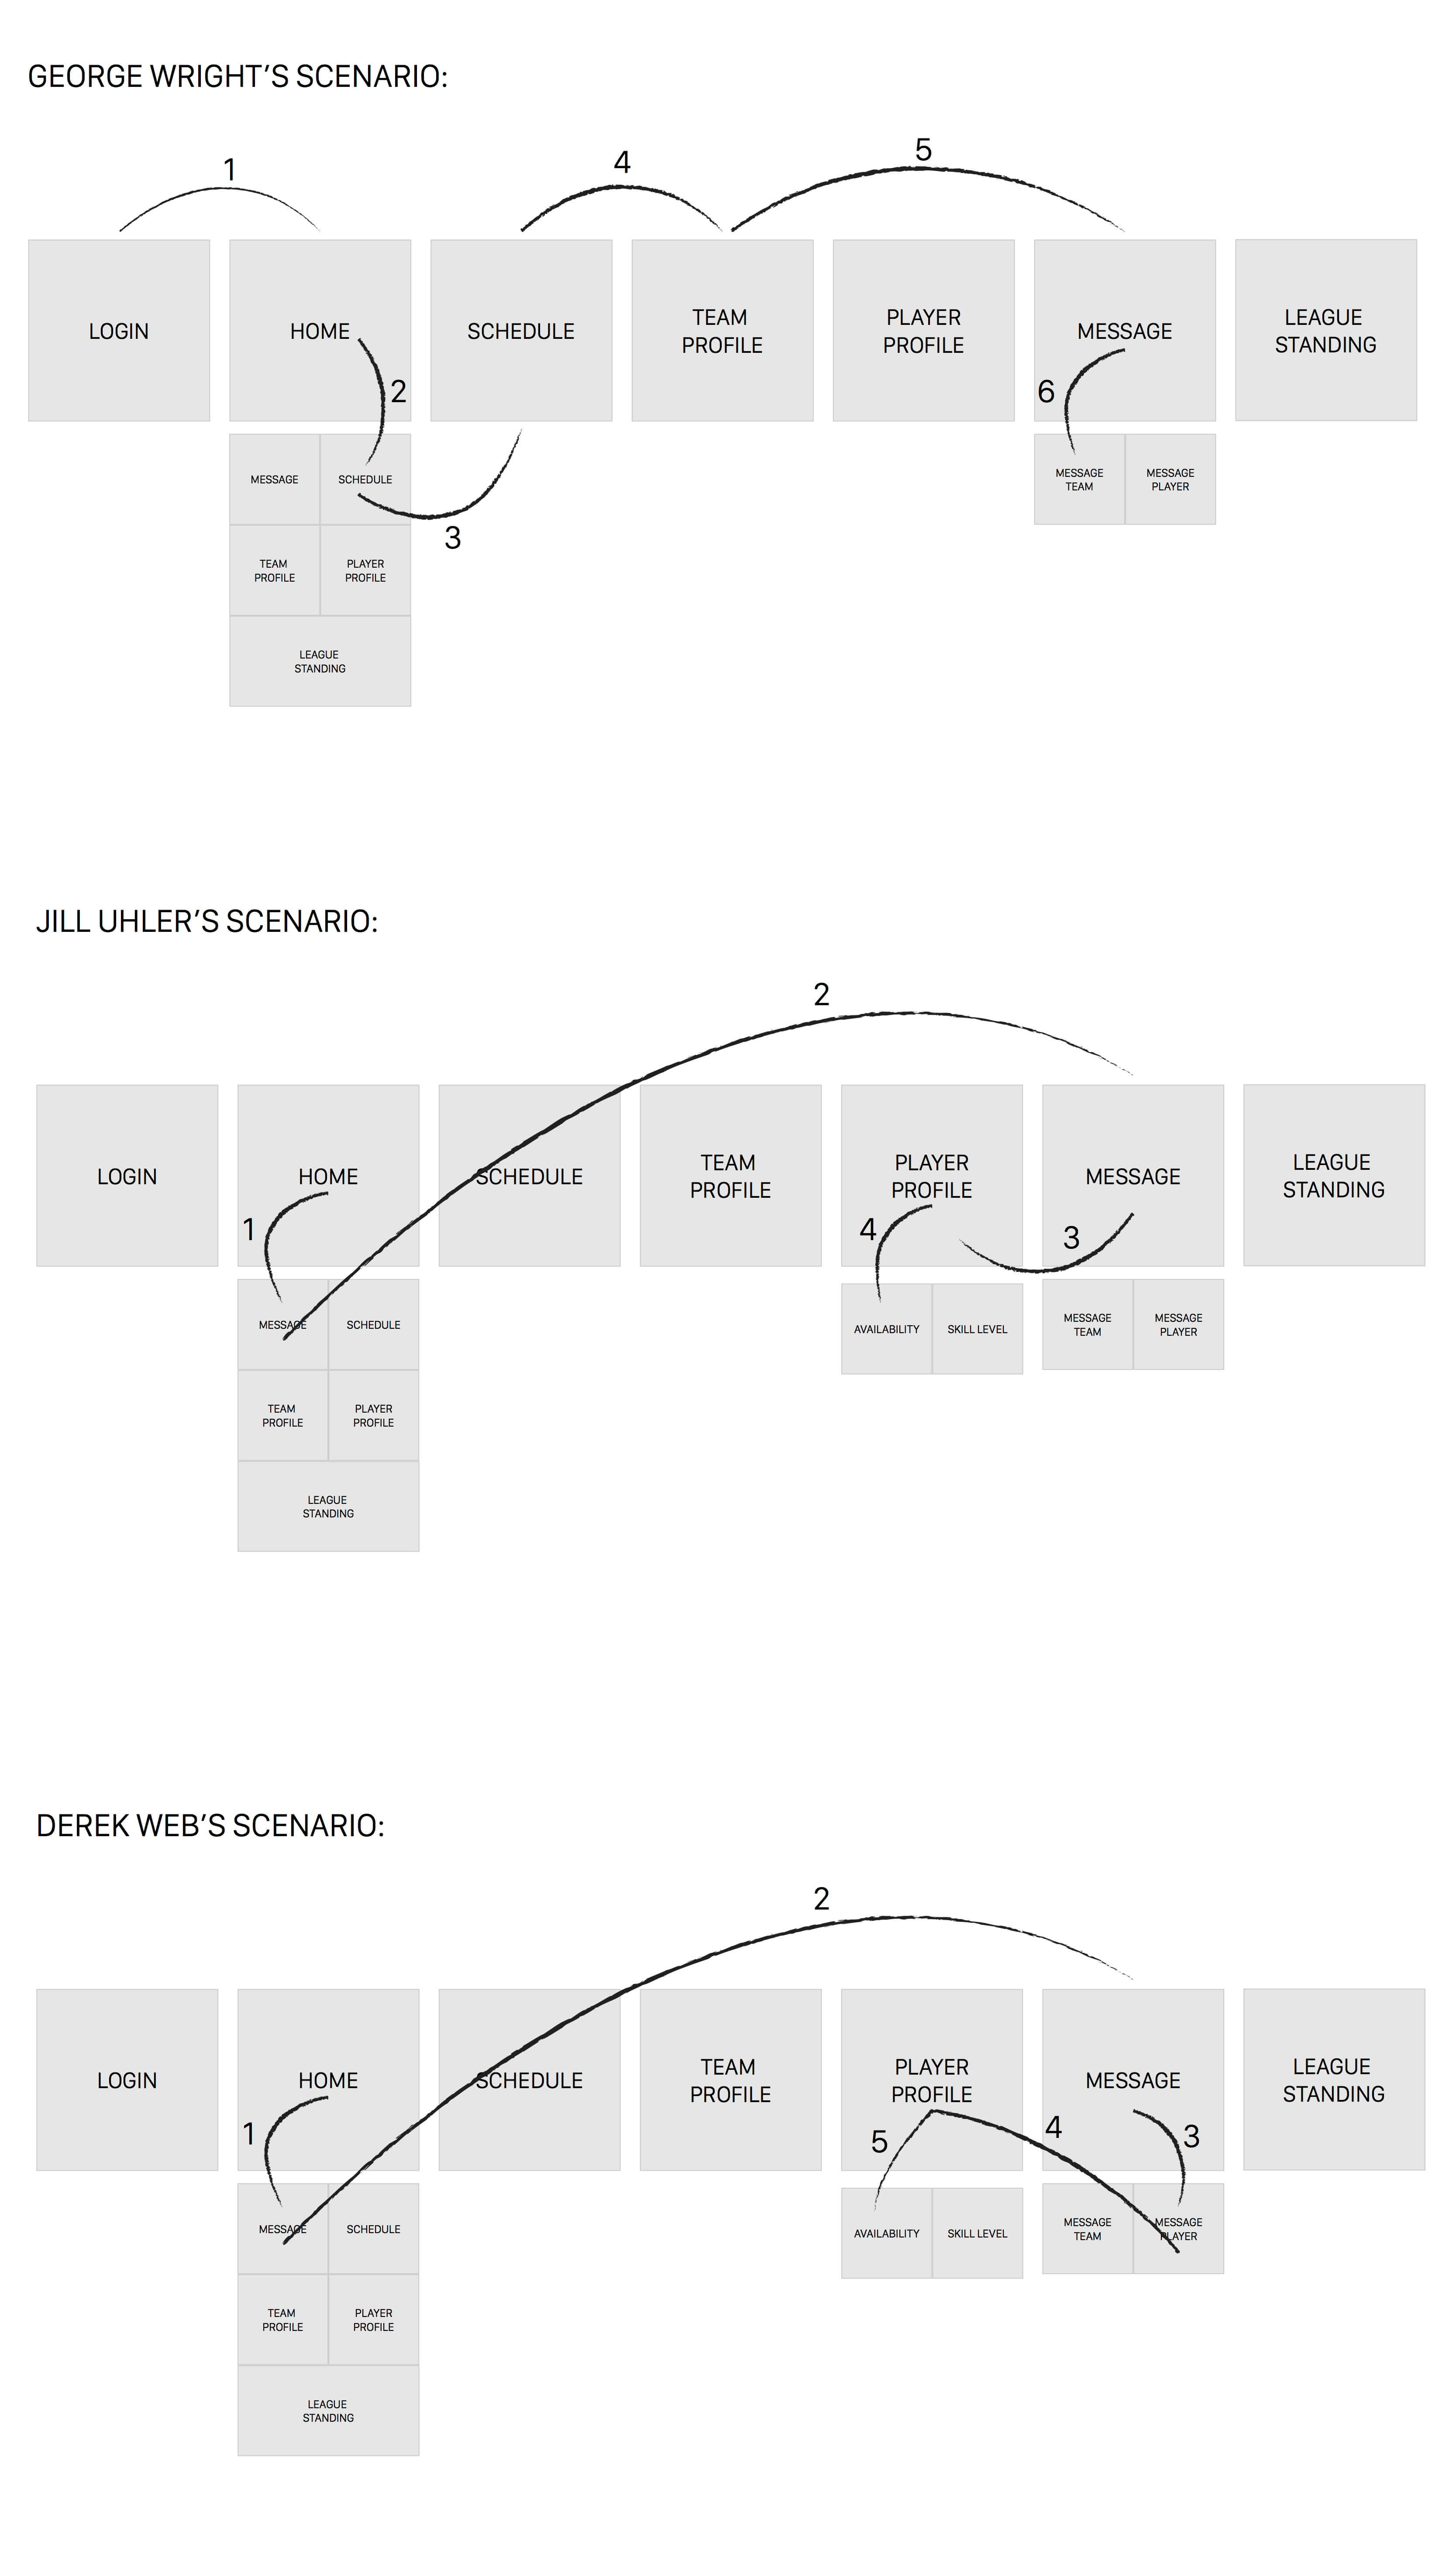 GEORGE WRIGHT’S SCENARIO:
1
4
5
LOGIN
HOME
SCHEDULE
TEAM
PROFILE
PLAYER
PROFILE
MESSAGE
LEAGUE
STANDING
2
6
MESSAGE
SCHEDULE
MESSAGE
TEAM
MESSAGE
PLAYER
3
TEAM
PROFILE
PLAYER
PROFILE
LEAGUE
STANDING
JILL UHLER’S SCENARIO:
2
LOGIN
HOME
SCHEDULE
TEAM
PROFILE
PLAYER
PROFILE
MESSAGE
LEAGUE
STANDING
1
4
3
MESSAGE
SCHEDULE
AVAILABILITY
SKILL LEVEL
MESSAGE
TEAM
MESSAGE
PLAYER
TEAM
PROFILE
PLAYER
PROFILE
LEAGUE
STANDING
DEREK WEB’S SCENARIO:
2
LOGIN
HOME
SCHEDULE
TEAM
PROFILE
PLAYER
PROFILE
MESSAGE
LEAGUE
STANDING
1
5
4
3
MESSAGE
SCHEDULE
AVAILABILITY
SKILL LEVEL
MESSAGE
TEAM
MESSAGE
PLAYER
TEAM
PROFILE
PLAYER
PROFILE
LEAGUE
STANDING